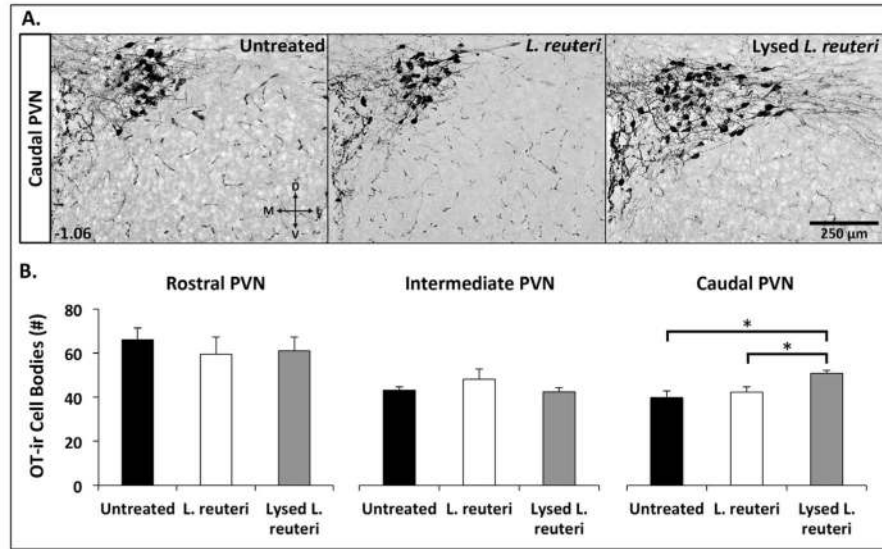 A.
Caudal PVN
Untreated
L. reuteri
Lysed L. reuteri
D
M
L
V
-1.06
250 µm
B.
Rostral PVN
Intermediate PVN
Caudal PVN
OT-ir Cell Bodies (#)
80
60
40
20
0
*
*
Untreated
L. reuteri
Lysed L.
reuteri
Untreated
L. reuteri
Lysed L.
reuteri
Untreated
L. reuteri
Lysed L.
reuteri